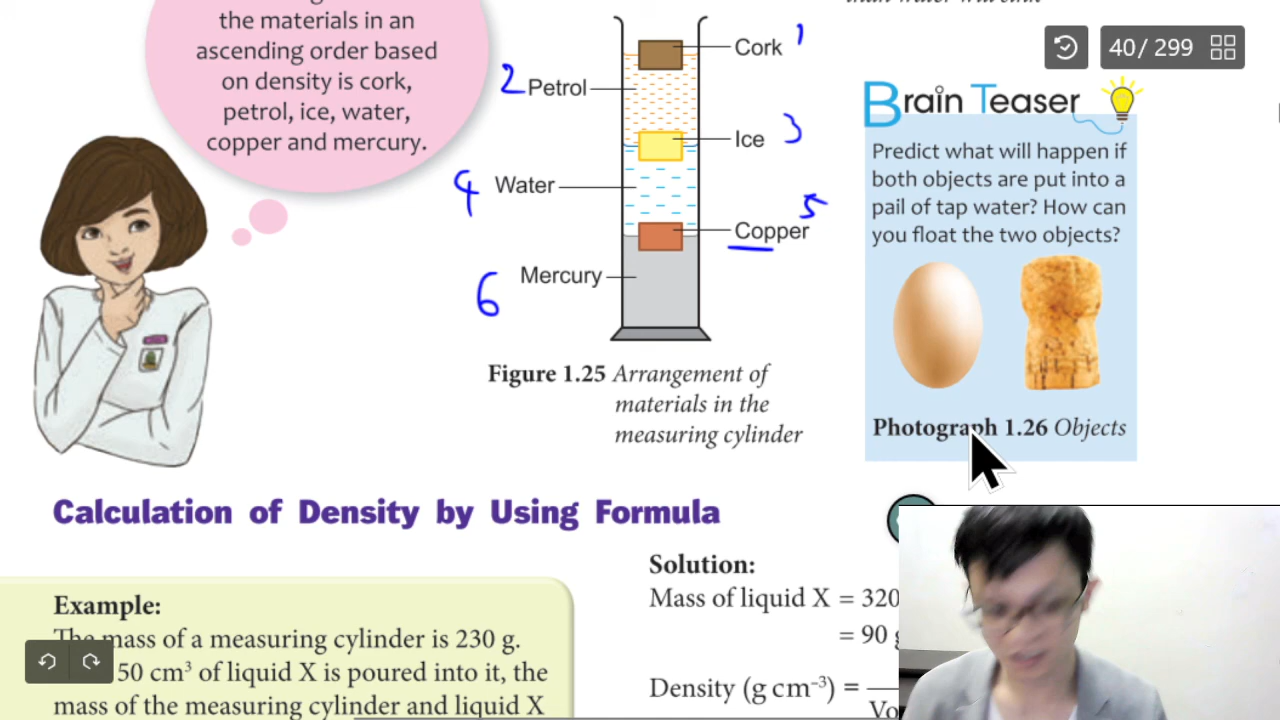 the materials in an
ascending order based
on density is cork,
petrol, ice, water,
copper and mercury.
Cork 1
2 Petrol
Ice 3
4 Water
Copper 5
Mercury
6
Figure 1.25 Arrangement of
materials in the
measuring cylinder
40/ 299
Brain Teaser
Predict what will happen if
both objects are put into a
pail of tap water? How can
you float the two objects?
Photograph 1.26 Objects
Calculation of Density by Using Formula
Example:
The mass of a measuring cylinder is 230 g.
50 cm³ of liquid X is poured into it, the
mass of the measuring cylinder and liquid X
Solution:
Mass of liquid X = 320
= 90 g
Density (g cm⁻³) =
Vo